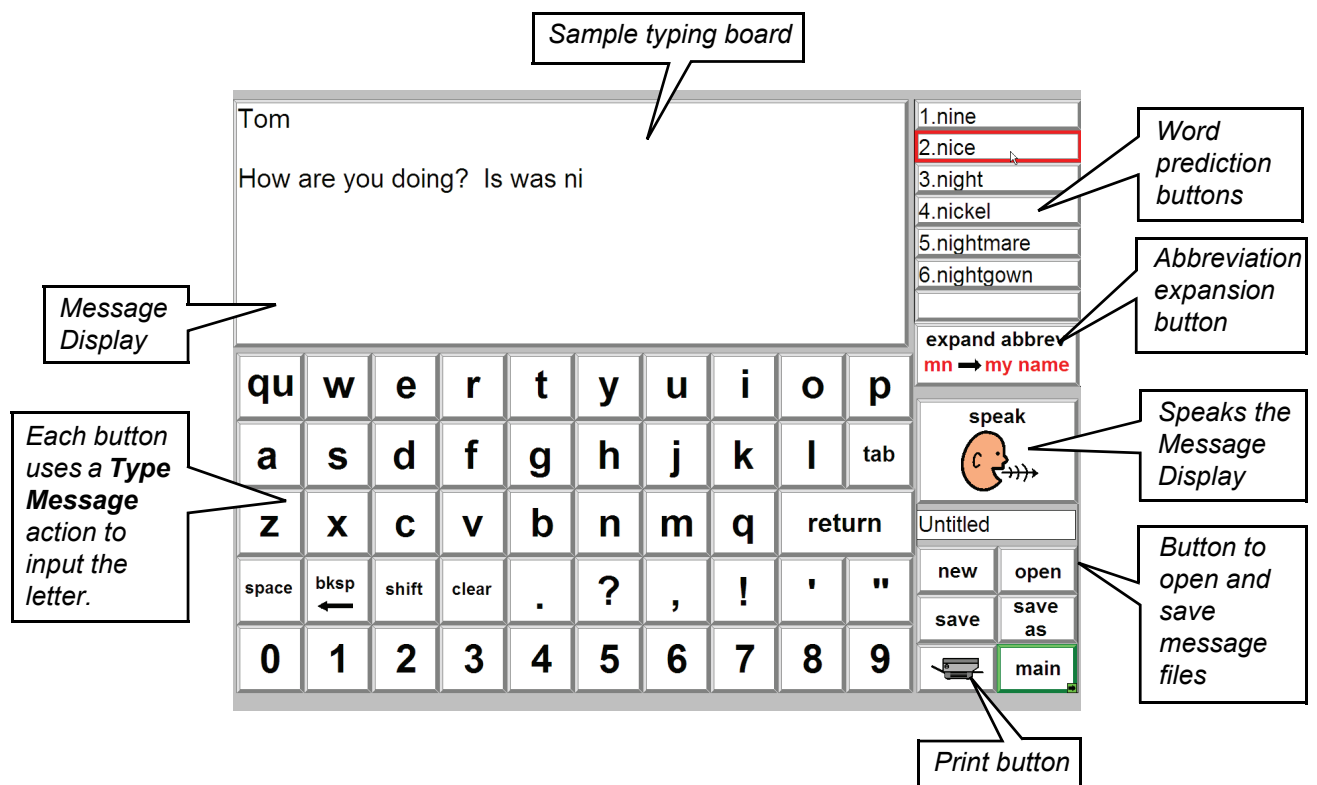 Sample typing board
Tom
How are you doing?  Is was ni
1.nine
2.nice
3.night
4.nickel
5.nightmare
6.nightgown
Word
prediction
buttons
Abbreviation
expansion
button
expand abbrev
mn → my name
Message
Display
qu w e r t y u i o p
a s d f g h j k l tab
z x c v b n m q return
space bksp shift clear . ? , ! ' "
0 1 2 3 4 5 6 7 8 9
Each button
uses a Type
Message
action to
input the
letter.
speak
Speaks the
Message
Display
Untitled
new open
save save as
main
Button to
open and
save
message
files
Print button